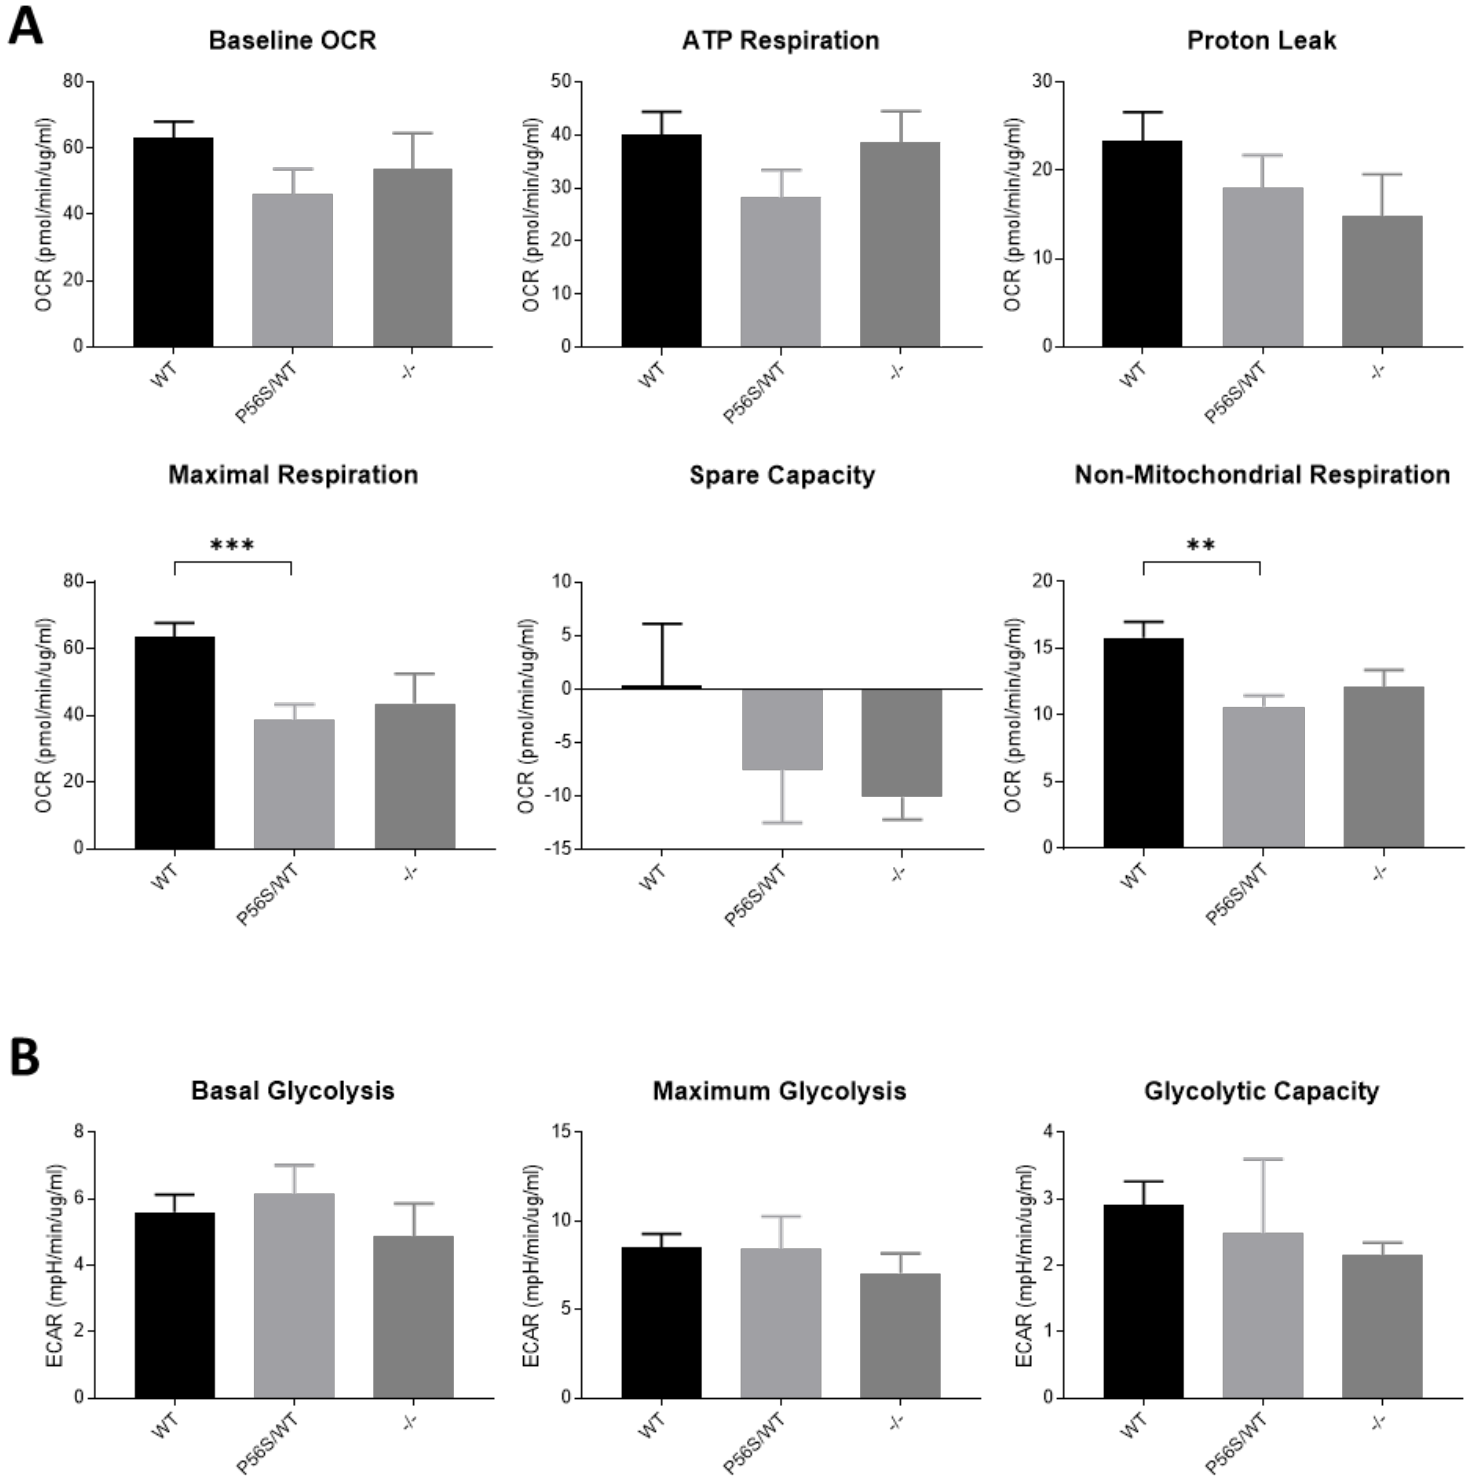 A
Baseline OCR
ATP Respiration
Proton Leak
OCR (pmol/min/ug/ml)
80
60
40
20
0
WT
P56S/WT
-/-
OCR (pmol/min/ug/ml)
50
40
30
20
10
0
WT
P56S/WT
-/-
OCR (pmol/min/ug/ml)
30
20
10
0
WT
P56S/WT
-/-
Maximal Respiration
Spare Capacity
Non-Mitochondrial Respiration
***
OCR (pmol/min/ug/ml)
80
60
40
20
0
WT
P56S/WT
-/-
OCR (pmol/min/ug/ml)
10
5
0
-5
-10
-15
WT
P56S/WT
-/-
**
OCR (pmol/min/ug/ml)
20
15
10
5
0
WT
P56S/WT
-/-
B
Basal Glycolysis
Maximum Glycolysis
Glycolytic Capacity
ECAR (mpH/min/ug/ml)
8
6
4
2
0
WT
P56S/WT
-/-
ECAR (mpH/min/ug/ml)
15
10
5
0
WT
P56S/WT
-/-
ECAR (mpH/min/ug/ml)
4
3
2
1
0
WT
P56S/WT
-/-